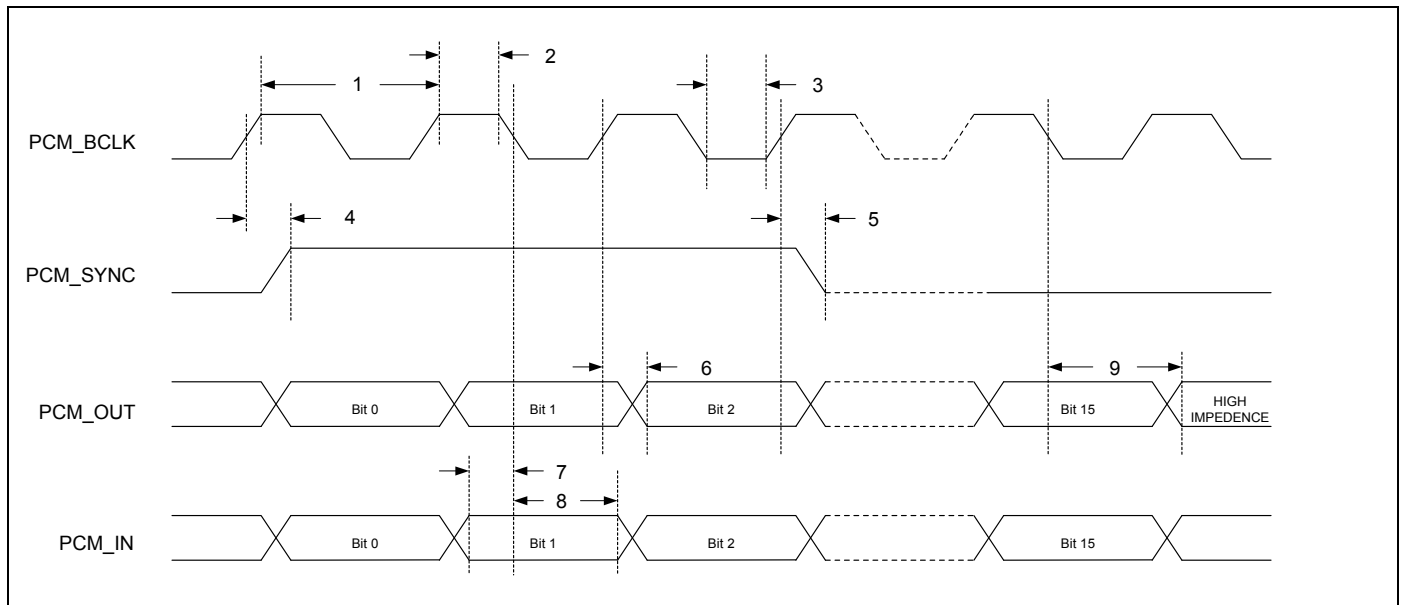 2
1
3
PCM_BCLK
4
5
PCM_SYNC
6
9
PCM_OUT
Bit 0
Bit 1
Bit 2
Bit 15
HIGH
IMPEDENCE
7
8
PCM_IN
Bit 0
Bit 1
Bit 2
Bit 15